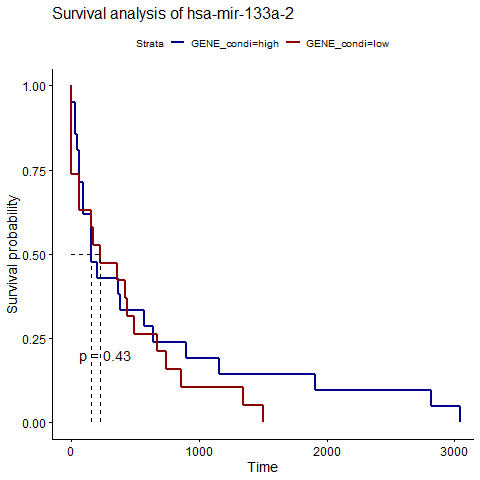 Survival analysis of hsa-mir-133a-2
Strata GENE_condi=high GENE_condi=low
1.00
0.75
0.50
0.25
0.00
Survival probability
p = 0.43
0 1000 2000 3000
Time